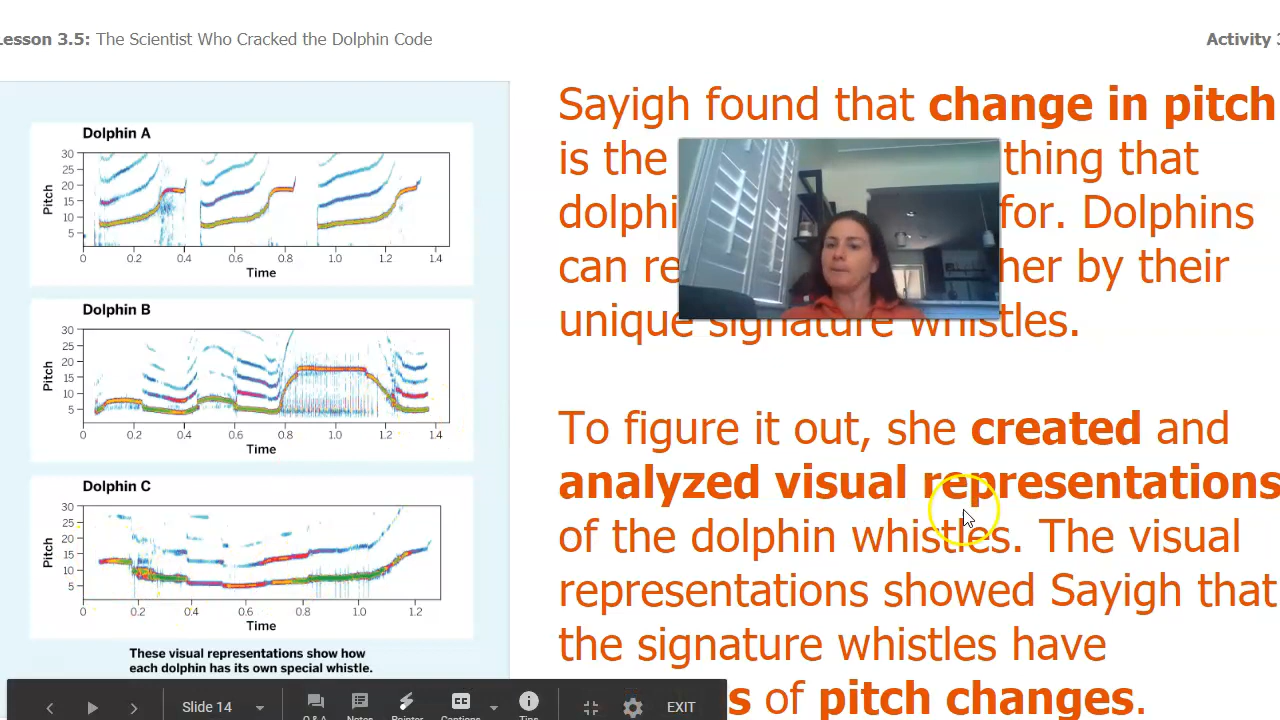 Lesson 3.5: The Scientist Who Cracked the Dolphin Code
Activity 3
Dolphin A
30
25
20
15
10
5
Pitch
0 0.2 0.4 0.6 0.8 1.0 1.2 1.4
Time
Dolphin B
30
25
20
15
10
5
Pitch
0 0.2 0.4 0.6 0.8 1.0 1.2 1.4
Time
Dolphin C
30
25
20
15
10
5
Pitch
0 0.2 0.4 0.6 0.8 1.0 1.2
Time
These visual representations show how
each dolphin has its own special whistle.
Sayigh found that change in pitch
is the thing that
for. Dolphins
can by their
unique signature whistles.
To figure it out, she created and
analyzed visual representations
of the dolphin whistles. The visual
representations showed Sayigh that
the signature whistles have
of pitch changes.
Slide 14
Q & A
Notes
Pointer
Captions
Tips
EXIT